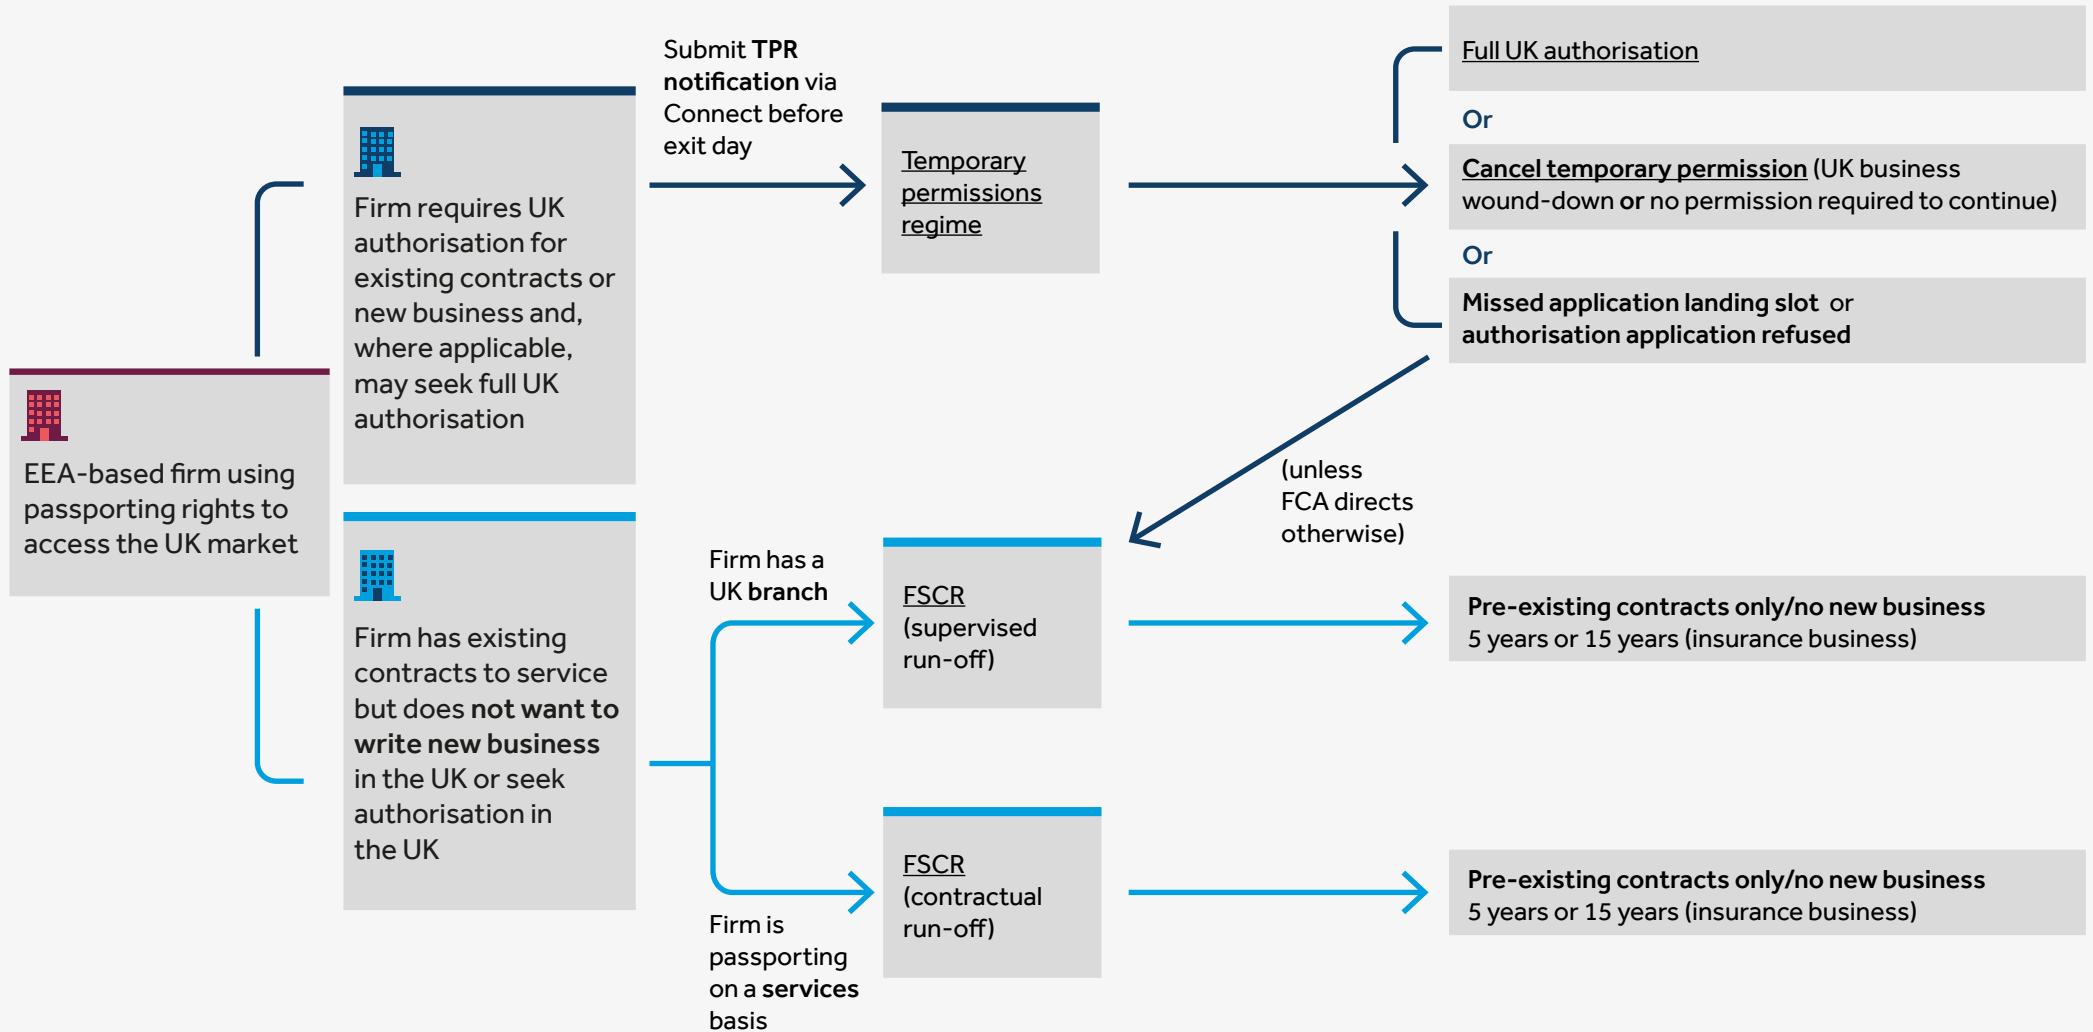 EEA-based firm using
passporting rights to
access the UK market
Firm requires UK
authorisation for
existing contracts or
new business and,
where applicable,
may seek full UK
authorisation
Submit TPR
notification via
Connect before
exit day
Temporary
permissions
regime
Full UK authorisation
Or
Cancel temporary permission (UK business
wound-down or no permission required to continue)
Or
Missed application landing slot or
authorisation application refused
(unless
FCA directs
otherwise)
Firm has existing
contracts to service
but does not want to
write new business
in the UK or seek
authorisation in
the UK
Firm has a
UK branch
FSCR
(supervised
run-off)
Pre-existing contracts only/no new business
5 years or 15 years (insurance business)
Firm is
passporting
on a services
basis
FSCR
(contractual
run-off)
Pre-existing contracts only/no new business
5 years or 15 years (insurance business)